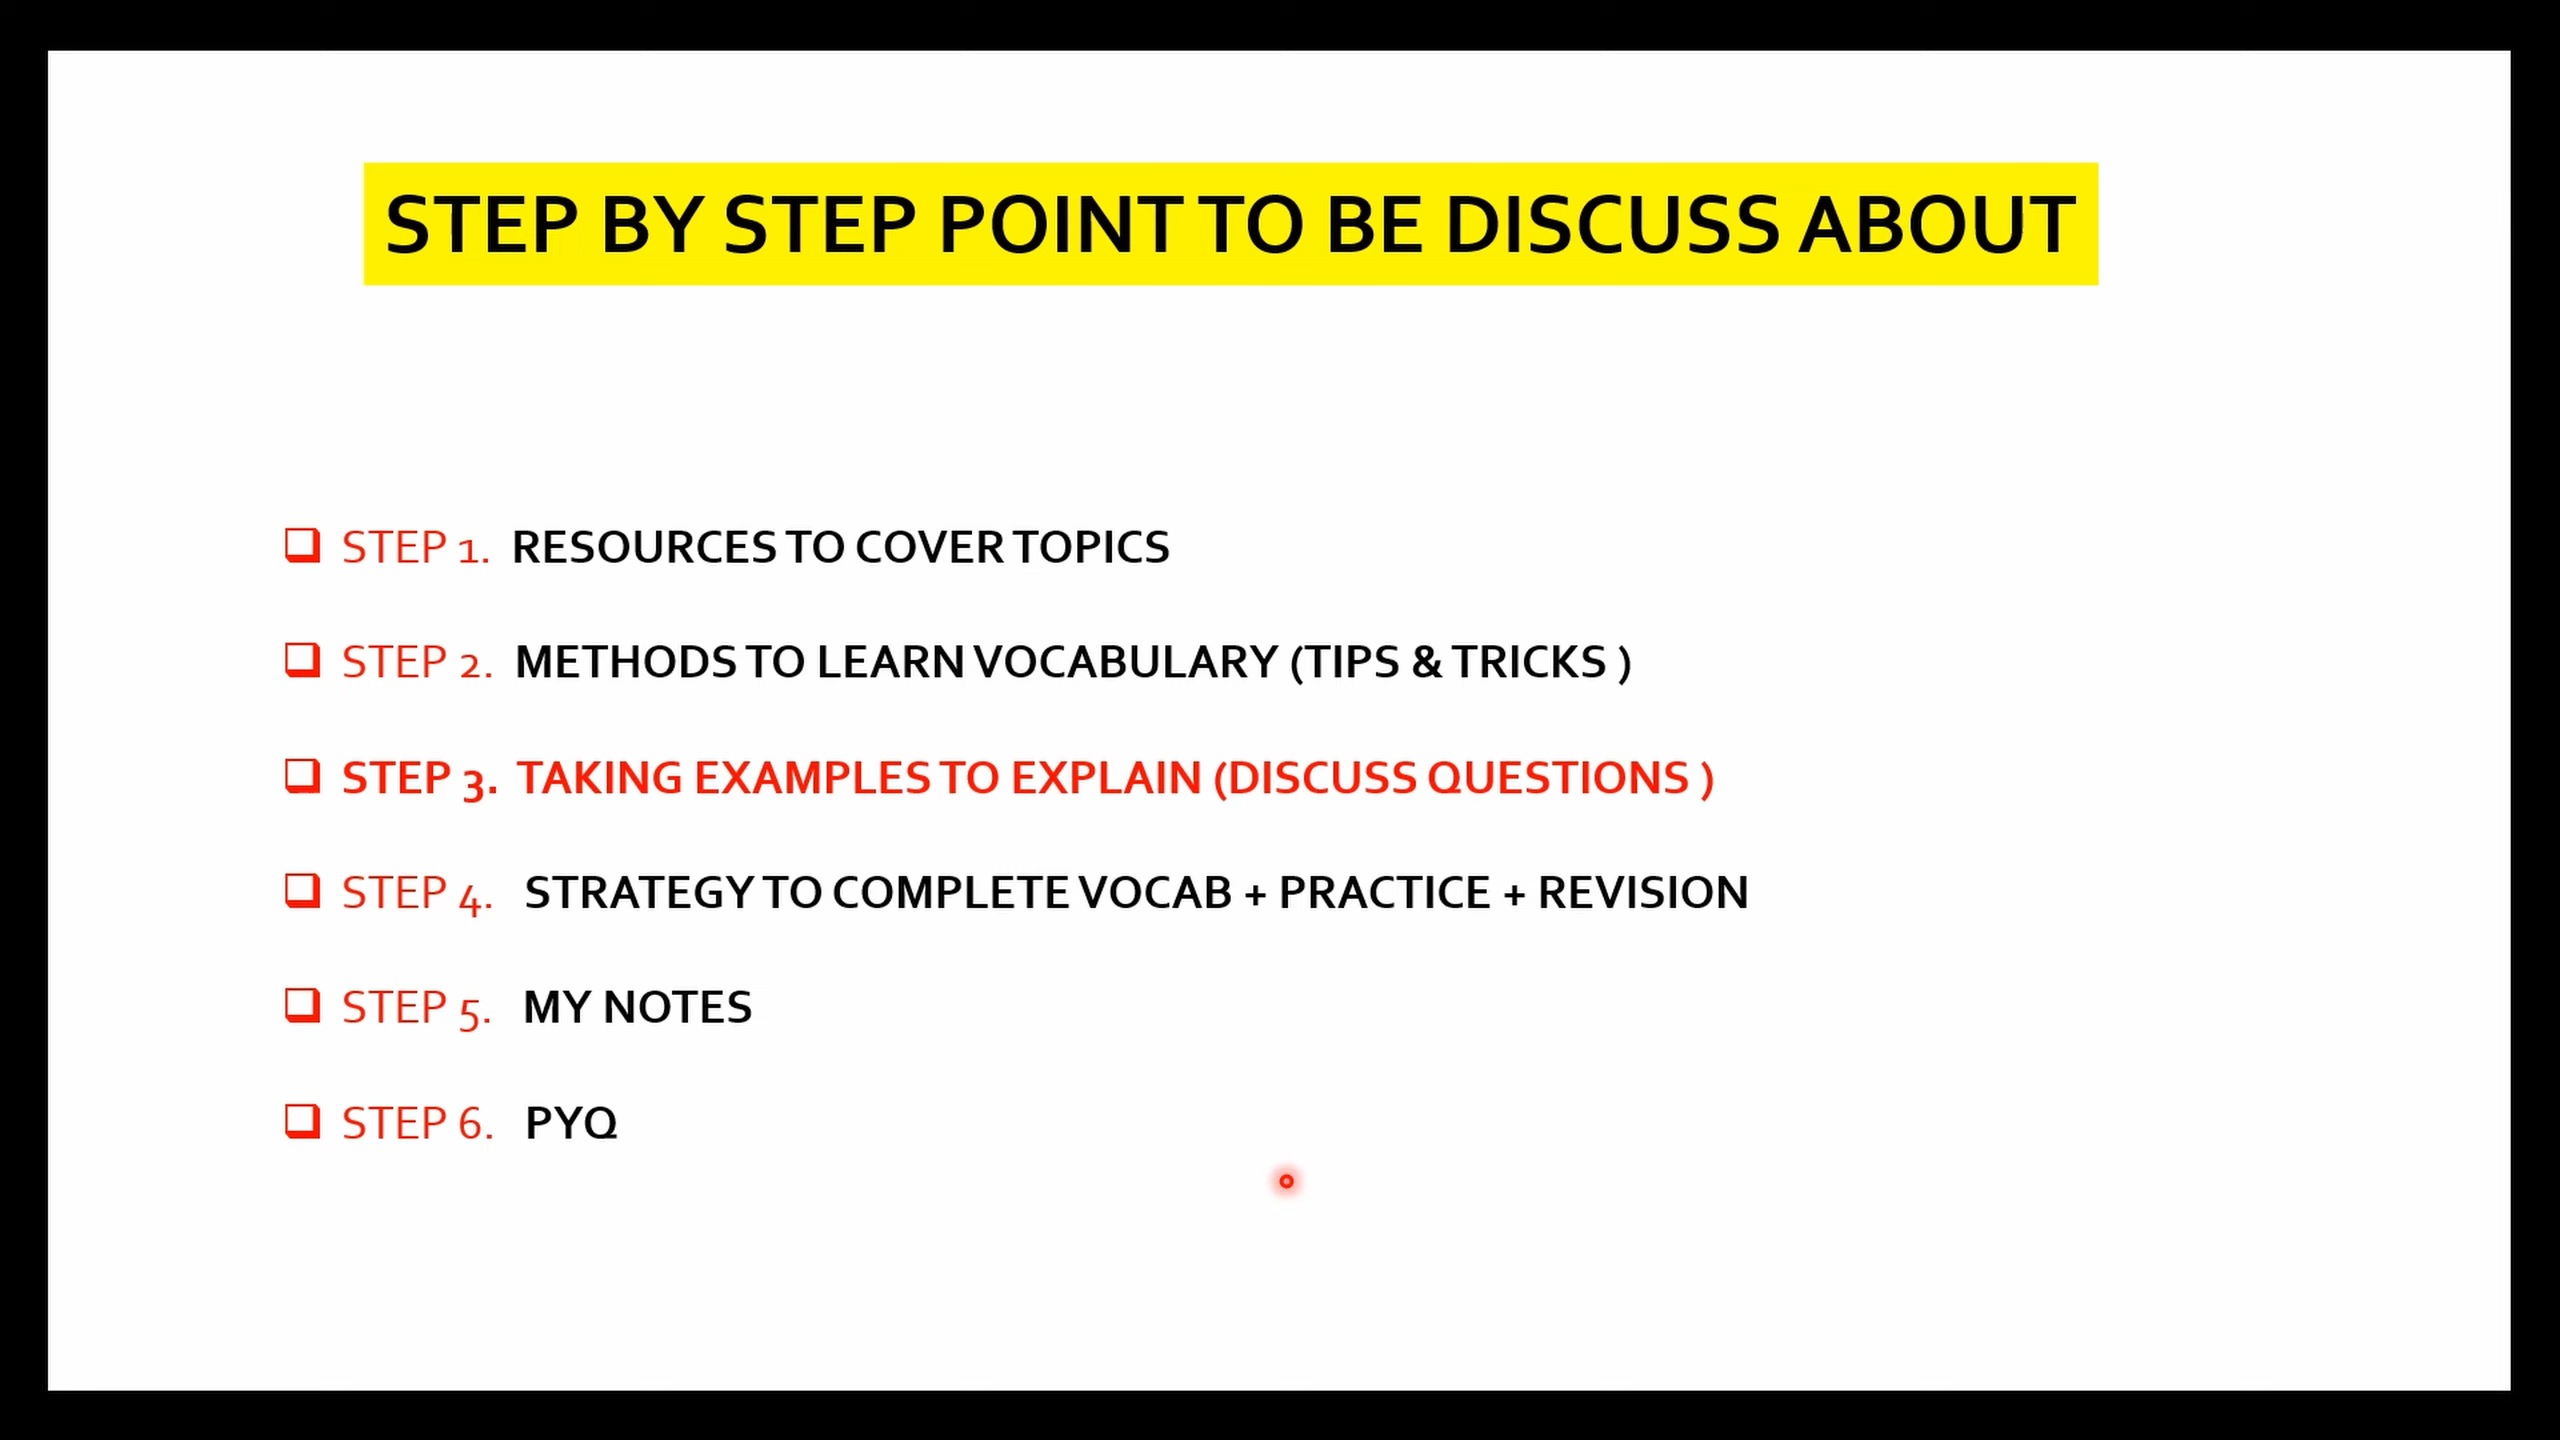 STEP BY STEP POINT TO BE DISCUSS ABOUT
STEP 1. RESOURCES TO COVER TOPICS
STEP 2. METHODS TO LEARN VOCABULARY (TIPS & TRICKS )
STEP 3. TAKING EXAMPLES TO EXPLAIN (DISCUSS QUESTIONS )
STEP 4. STRATEGY TO COMPLETE VOCAB + PRACTICE + REVISION
STEP 5. MY NOTES
STEP 6. PYQ